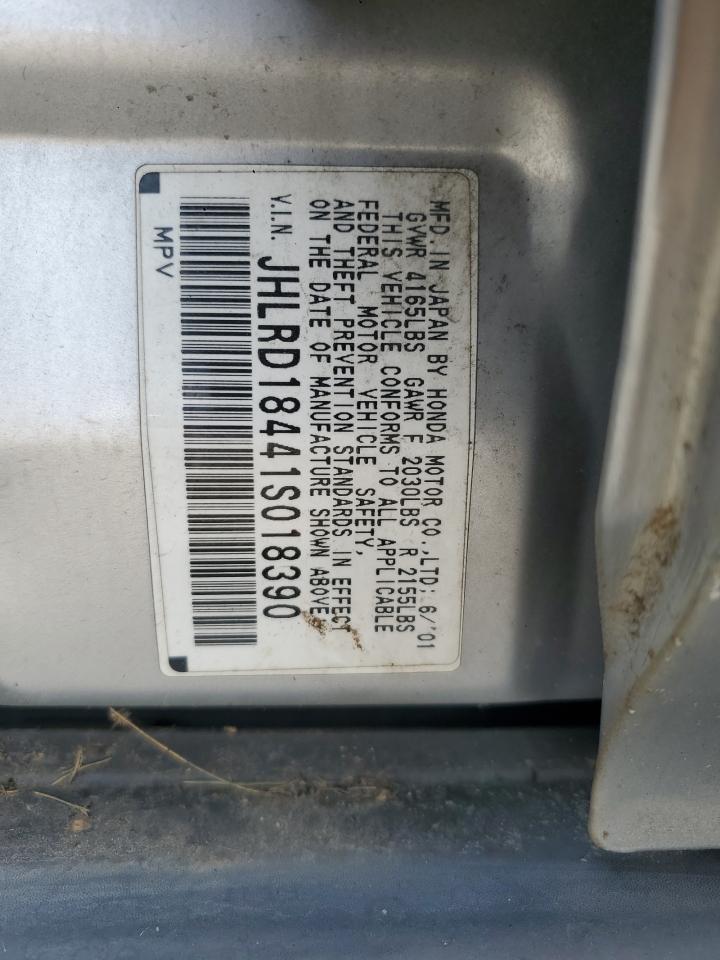 MFD. IN JAPAN BY HONDA MOTOR CO., LTD; 6/'01
GVWR 4165LBS GAWR F 2030LBS R 2155LBS
THIS VEHICLE CONFORMS TO ALL APPLICABLE
FEDERAL MOTOR VEHICLE SAFETY,
AND THEFT PREVENTION STANDARDS IN EFFECT
ON THE DATE OF MANUFACTURE SHOWN ABOVE.
V.I.N. JHLRD18441S018390
MPV